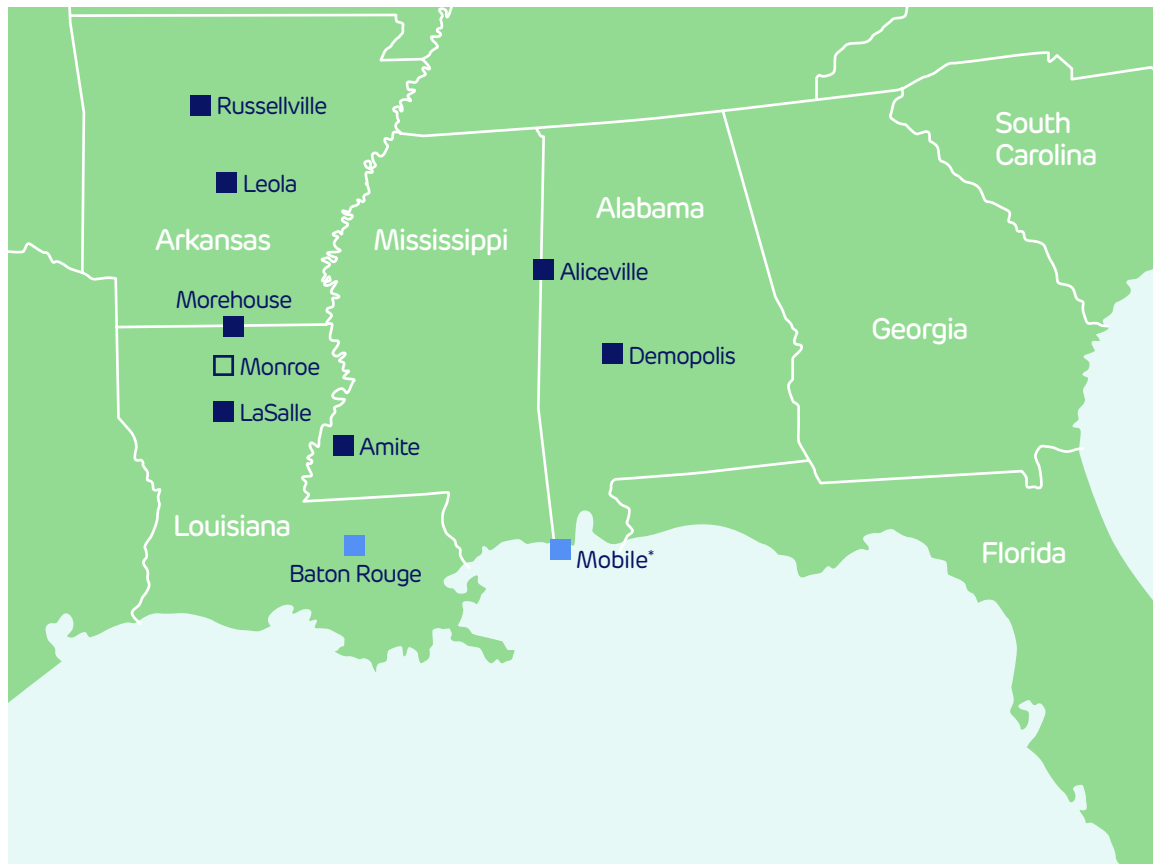 Russellville
South
Carolina
Leola
Alabama
Arkansas
Mississippi
Aliceville
Morehouse
Georgia
Demopolis
Monroe
LaSalle
Amite
Louisiana
Florida
Mobile*
Baton Rouge